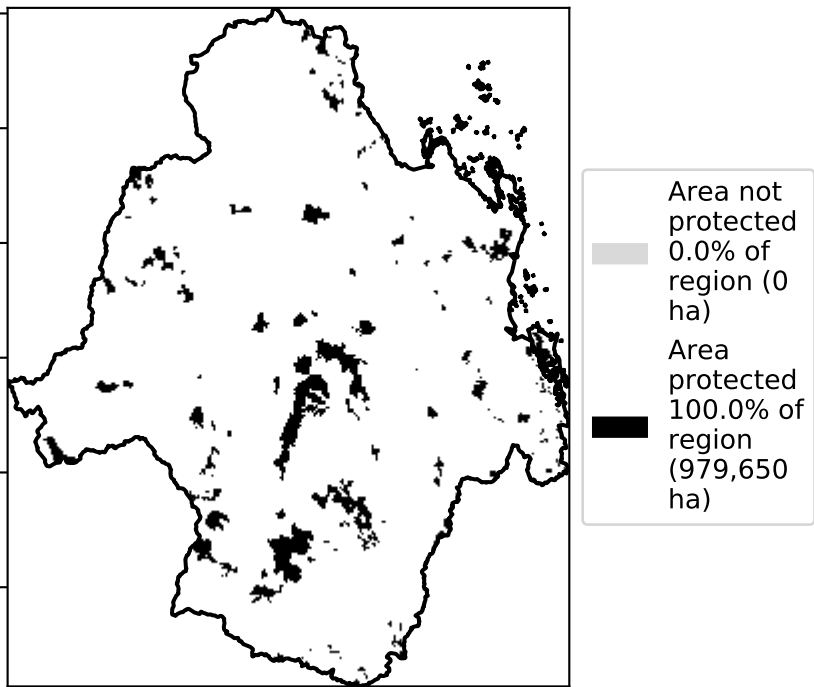 Area not
protected
0.0% of
region (0
ha)
Area
protected
100.0% of
region
(979,650
ha)